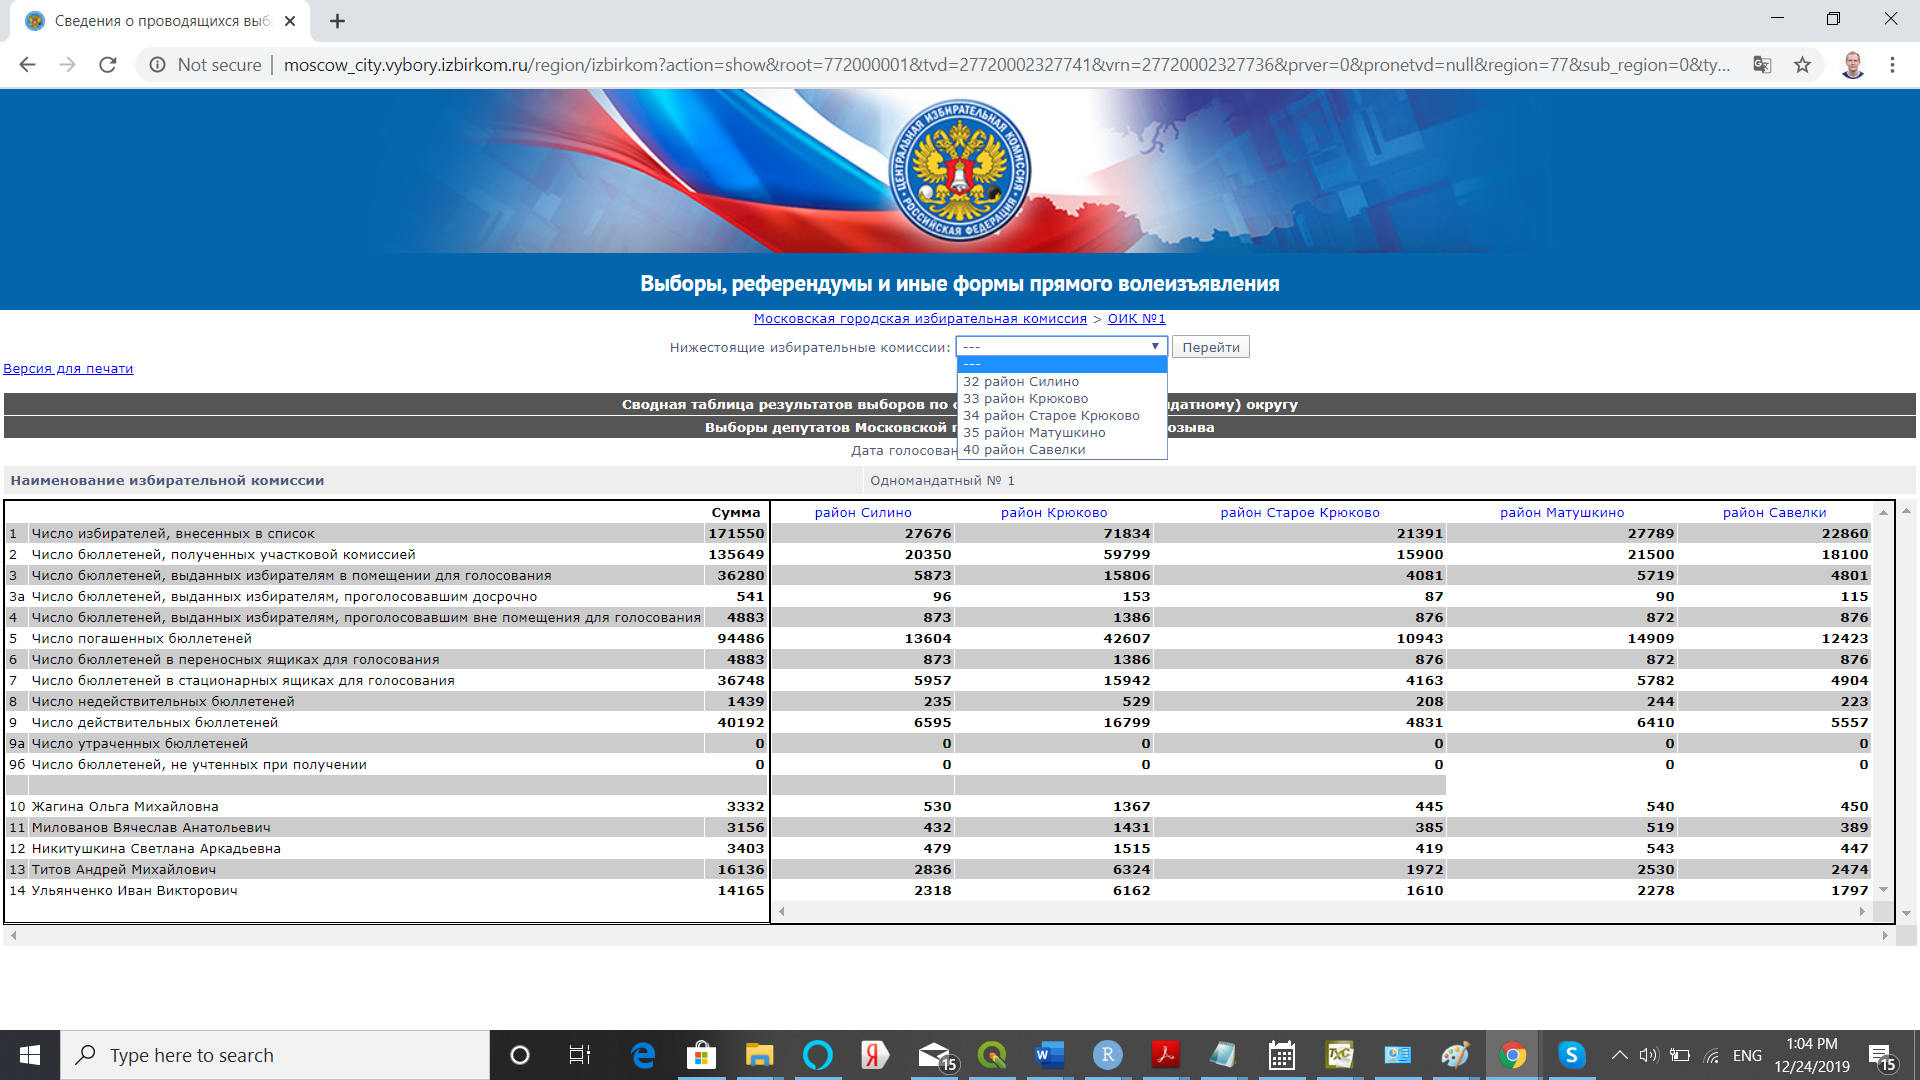 Сведения о проводящихся выбо
Not secure | moscow_city.vybory.izbirkom.ru/region/izbirkom?action=show&root=772000001&tvd=27720002327741&vrn=27720002327736&prver=0&pronetvd=null&region=77&sub_region=0&ty...
ЦЕНТРАЛЬНАЯ ИЗБИРАТЕЛЬНАЯ КОМИССИЯ
РОССИЙСКАЯ ФЕДЕРАЦИЯ
Выборы, референдумы и иные формы прямого волеизъявления
Московская городская избирательная комиссия > ОИК №1
Нижестоящие избирательные комиссии: --- Перейти
---
Версия для печати
32 район Силино
33 район Крюково
34 район Старое Крюково
35 район Матушкино
40 район Савелки
Сводная таблица результатов выборов по о датному) округу
Выборы депутатов Московской г озыва
Дата голосован
Наименование избирательной комиссии Одномандатный № 1
Сумма район Силино район Крюково район Старое Крюково район Матушкино район Савелки
1 Число избирателей, внесенных в список 171550 27676 71834 21391 27789 22860
2 Число бюллетеней, полученных участковой комиссией 135649 20350 59799 15900 21500 18100
3 Число бюллетеней, выданных избирателям в помещении для голосования 36280 5873 15806 4081 5719 4801
3а Число бюллетеней, выданных избирателям, проголосовавшим досрочно 541 96 153 87 90 115
4 Число бюллетеней, выданных избирателям, проголосовавшим вне помещения для голосования 4883 873 1386 876 872 876
5 Число погашенных бюллетеней 94486 13604 42607 10943 14909 12423
6 Число бюллетеней в переносных ящиках для голосования 4883 873 1386 876 872 876
7 Число бюллетеней в стационарных ящиках для голосования 36748 5957 15942 4163 5782 4904
8 Число недействительных бюллетеней 1439 235 529 208 244 223
9 Число действительных бюллетеней 40192 6595 16799 4831 6410 5557
9а Число утраченных бюллетеней 0 0 0 0 0 0
9б Число бюллетеней, не учтенных при получении 0 0 0 0 0 0
10 Жагина Ольга Михайловна 3332 530 1367 445 540 450
11 Милованов Вячеслав Анатольевич 3156 432 1431 385 519 389
12 Никитушкина Светлана Аркадьевна 3403 479 1515 419 543 447
13 Титов Андрей Михайлович 16136 2836 6324 1972 2530 2474
14 Ульянченко Иван Викторович 14165 2318 6162 1610 2278 1797
Type here to search
15
ENG
1:04 PM
12/24/2019
15